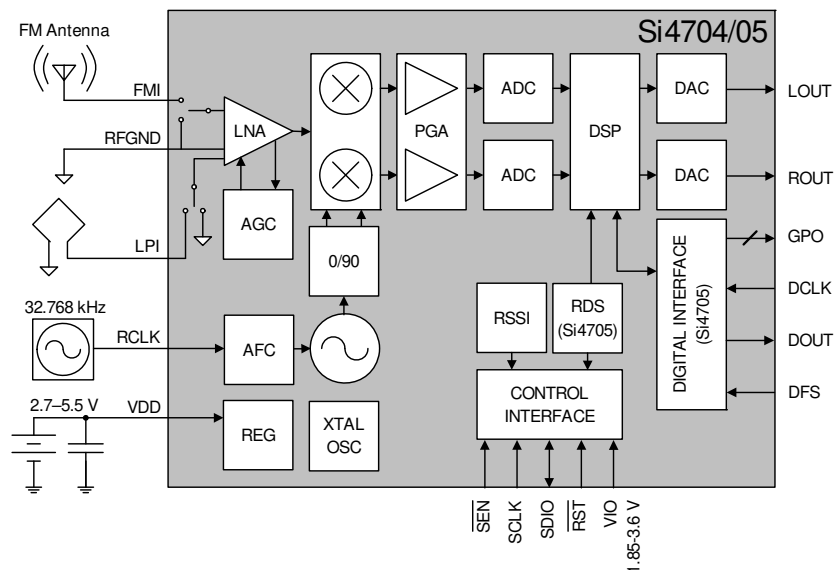 Si4704/05
FM Antenna
FMI
RFGND
LPI
LNA
AGC
PGA
ADC
ADC
DSP
DAC
DAC
LOUT
ROUT
GPO
DCLK
DOUT
DFS
DIGITAL INTERFACE
(Si4705)
0/90
32.768 kHz
RCLK
AFC
RSSI
RDS
(Si4705)
CONTROL
INTERFACE
2.7–5.5 V
VDD
REG
XTAL
OSC
SEN
SCLK
SDIO
RST
VIO
1.85-3.6 V